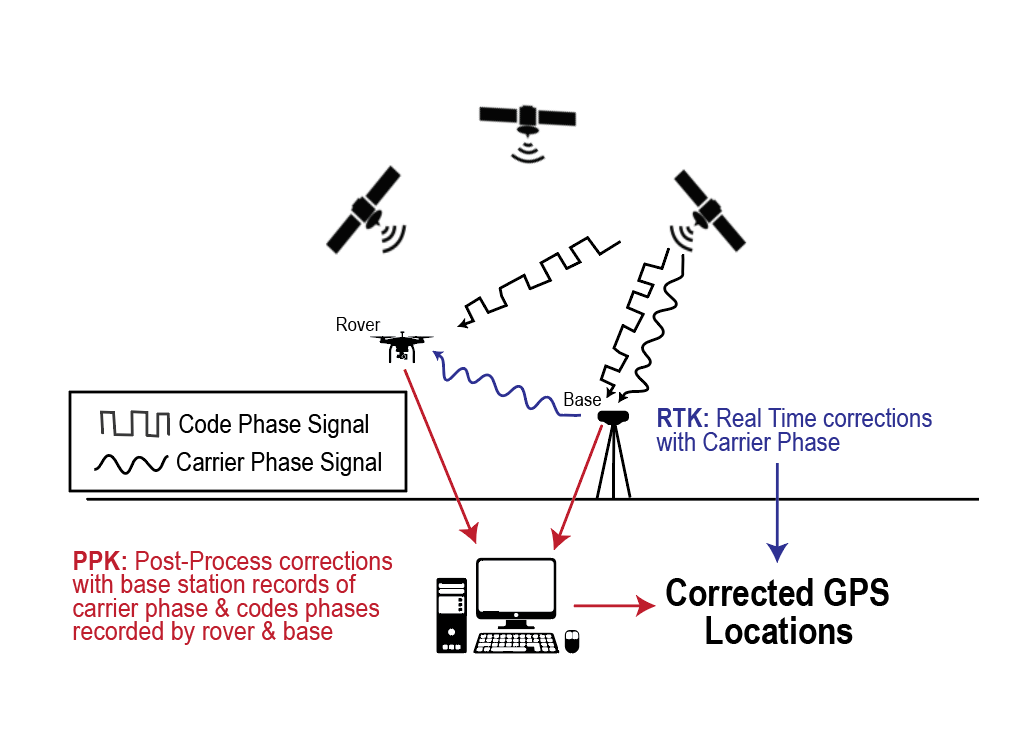 Rover
Base
Code Phase Signal
Carrier Phase Signal
RTK: Real Time corrections
with Carrier Phase
PPK: Post-Process corrections
with base station records of
carrier phase & codes phases
recorded by rover & base
Corrected GPS
Locations